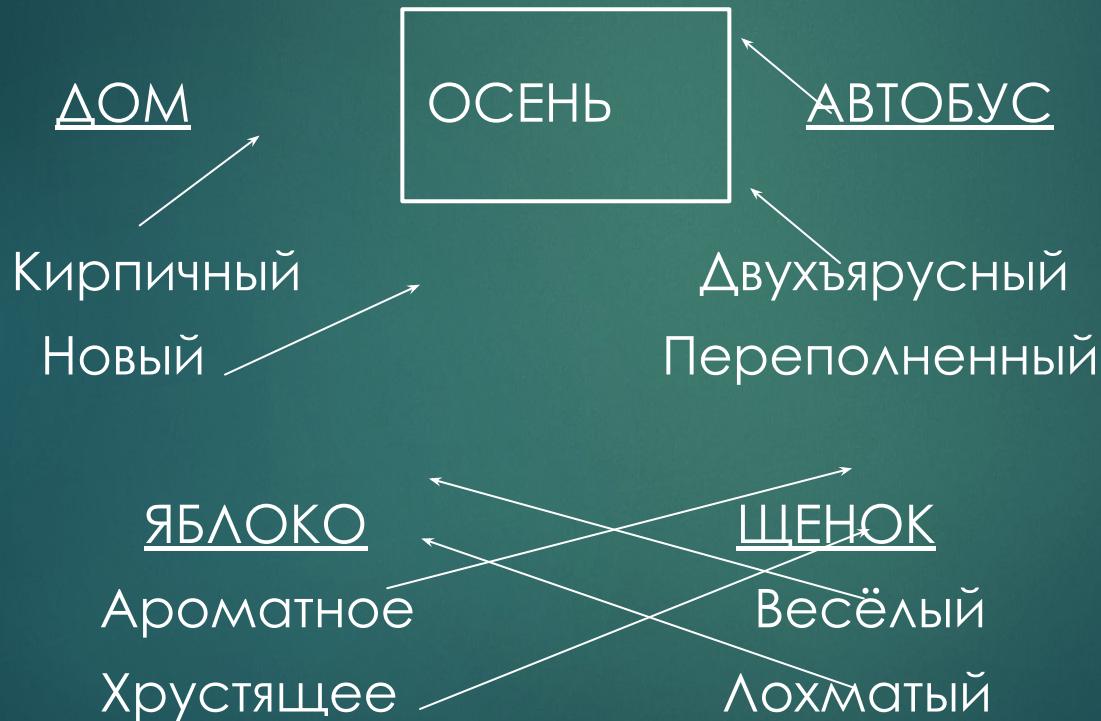 ДОМ ОСЕНЬ АВТОБУС
Кирпичный Двухъярусный
Новый Переполненный
ЯБЛОКО ЩЕНОК
Ароматное Весёлый
Хрустящее Лохматый